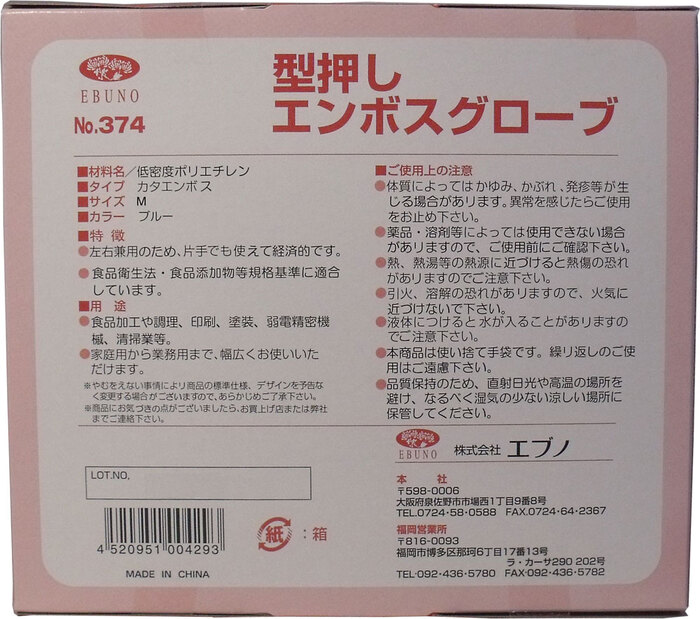 EBUNO
No.374
型押し
エンボスグローブ
■材料名／低密度ポリエチレン
■タイプ カタエンボス
■サイズ M
■カラー ブルー
■特徴
●左右兼用のため、片手でも使えて経済的です。
●食品衛生法・食品添加物等規格基準に適合
しています。
■用途
●食品加工や調理、印刷、塗装、弱電精密機
械、清掃業等。
●家庭用から業務用まで、幅広くお使いいた
だけます。
※やむをえない事情により商品の標準仕様、デザインを予告な
く変更する場合がございますので、あらかじめご了承下さい。
※商品にお気づきの点がございましたら、お買上げ店または弊社
までご連絡下さい。
■ご使用上の注意
●体質によってはかゆみ、かぶれ、発疹等が生
じる場合があります。異常を感じたらご使用
をお止め下さい。
●薬品・溶剤等によっては使用できない場合
がありますので、ご使用前にご確認下さい。
●熱、熱湯等の熱源に近づけると熱傷の恐れ
がありますのでご注意下さい。
●引火、溶解の恐れがありますので、火気に
近づけないで下さい。
●液体につけると水が入ることがありますの
でご注意下さい。
●本商品は使い捨て手袋です。繰り返しのご使
用はご遠慮下さい。
●品質保持のため、直射日光や高温の場所を
避け、なるべく湿気の少ない涼しい場所に
保管してください。
EBUNO 株式会社 エブノ
本社
〒598-0006
大阪府泉佐野市市場西1丁目9番8号
TEL.0724-58-0588 FAX.0724-64-2367
福岡営業所
〒816-0093
福岡市博多区那珂6丁目17番13号
ラ・カーサ290 202号
TEL・092-436-5780 FAX・092-436-5782
LOT.NO.
4 520951 004293
紙：箱
MADE IN CHINA